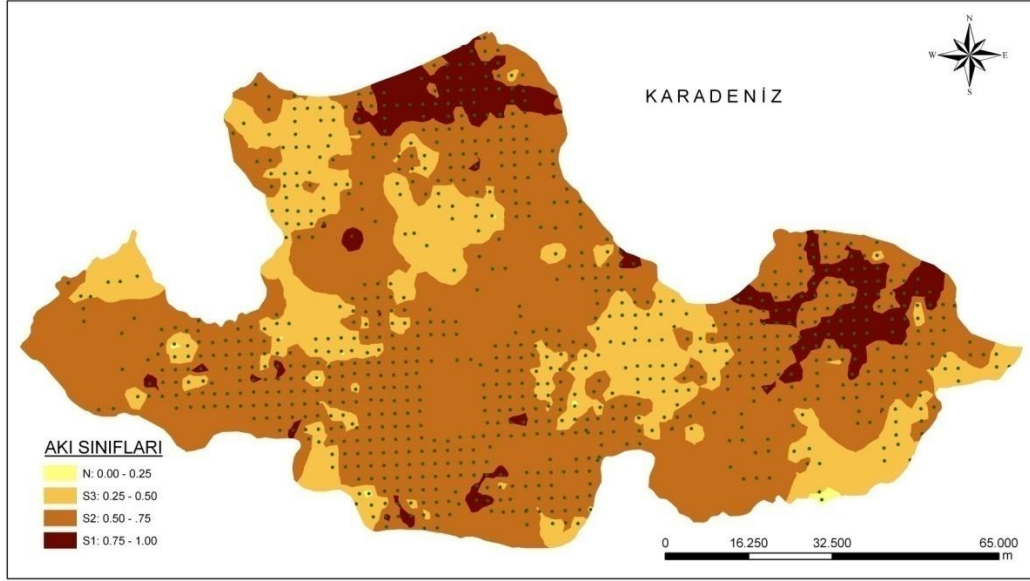 N
W E
S
KARADENİZ
AKI SINIFLARI
N: 0.00 - 0.25
S3: 0.25 - 0.50
S2: 0.50 - .75
S1: 0.75 - 1.00
0 16.250 32.500 65.000
m